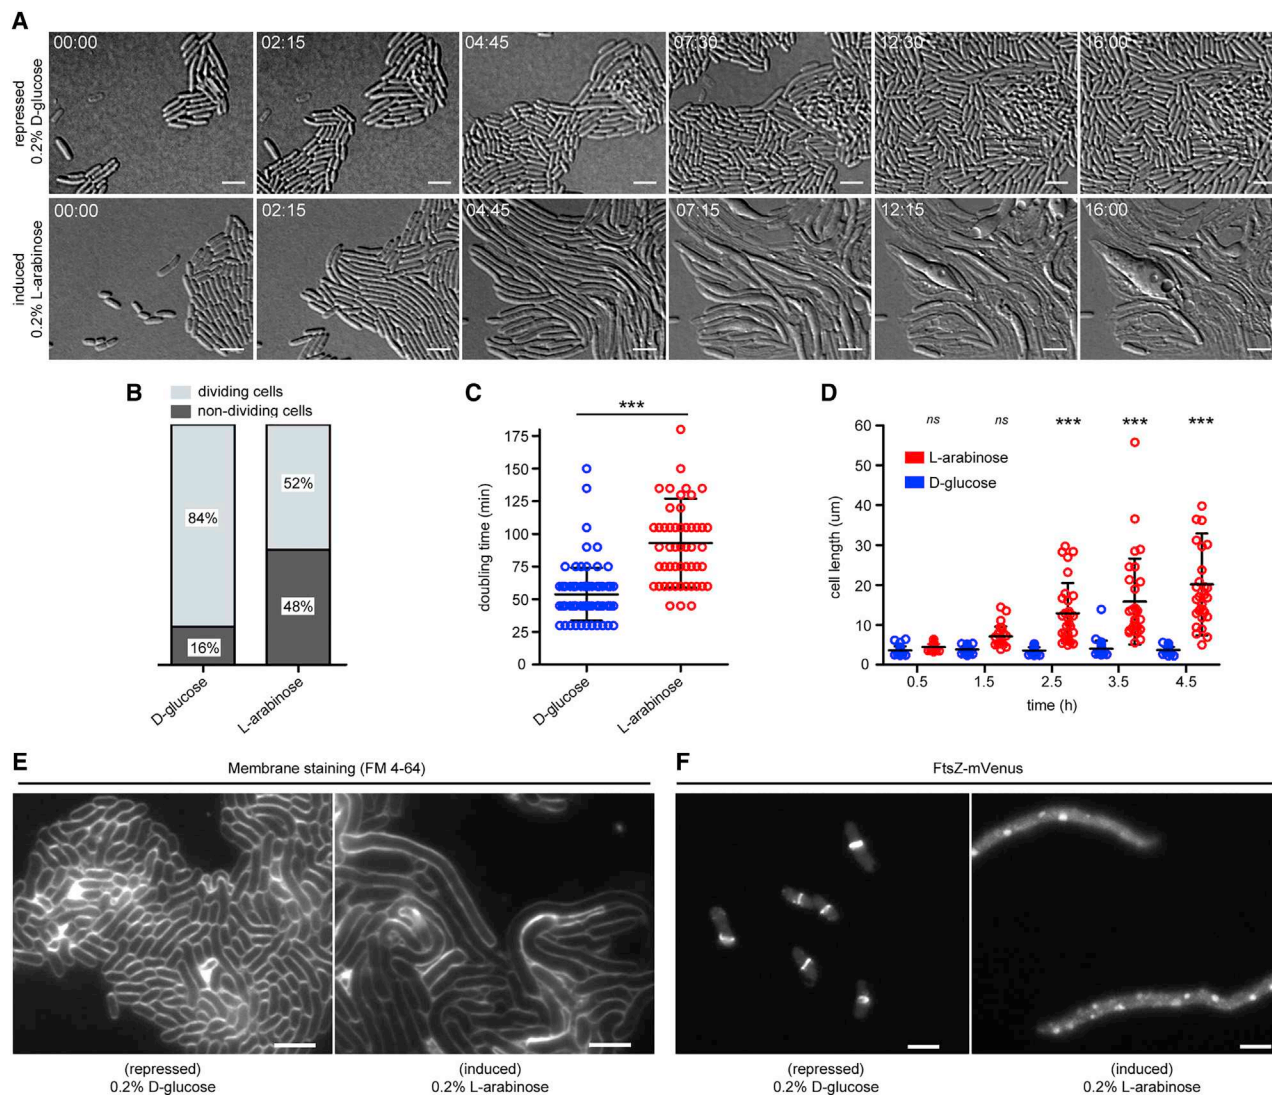 A
repressed
0.2% D-glucose
00:00
02:15
04:45
07:30
12:30
16:00
induced
0.2% L-arabinose
00:00
02:15
04:45
07:15
12:15
16:00
B
dividing cells
non-dividing cells
84%
16%
52%
48%
D-glucose
L-arabinose
C
***
doubling time (min)
175
150
125
100
75
50
25
0
D-glucose
L-arabinose
D
ns
ns
***
***
***
L-arabinose
D-glucose
cell length (um)
60
50
40
30
20
10
0
0.5
1.5
2.5
3.5
4.5
time (h)
E
Membrane staining (FM 4-64)
(repressed)
0.2% D-glucose
(induced)
0.2% L-arabinose
F
FtsZ-mVenus
(repressed)
0.2% D-glucose
(induced)
0.2% L-arabinose